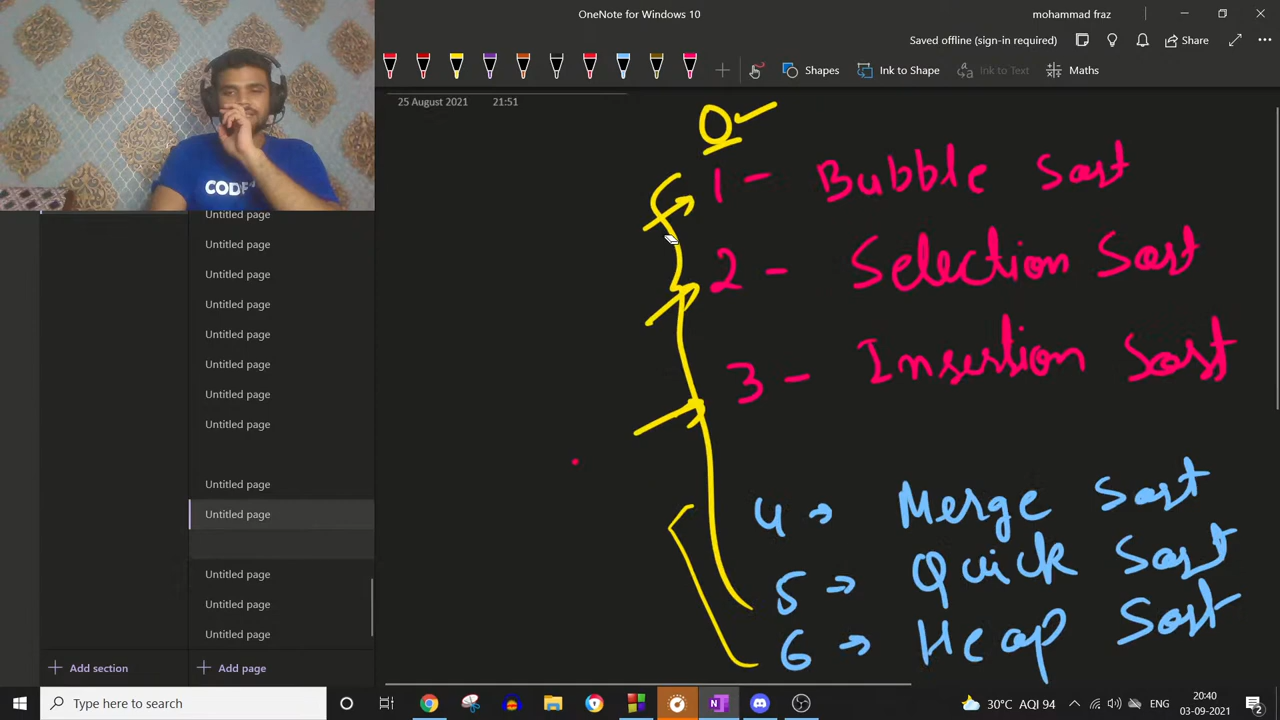 OneNote for Windows 10
mohammad fraz
Saved offline (sign-in required)
Share
Shapes
Ink to Shape
Ink to Text
Maths
25 August 2021 21:51
1 - Bubble Sort
2 - Selection Sort
3 - Insertion Sort
4 → Merge Sort
5 → Quick Sort
6 → Heap Sort
CODE
Untitled page
Untitled page
Untitled page
Untitled page
Untitled page
Untitled page
Untitled page
Untitled page
Untitled page
Untitled page
Untitled page
Untitled page
Untitled page
Add section
Add page
Type here to search
30°C AQI 94
ENG
20:40
03-09-2021
2